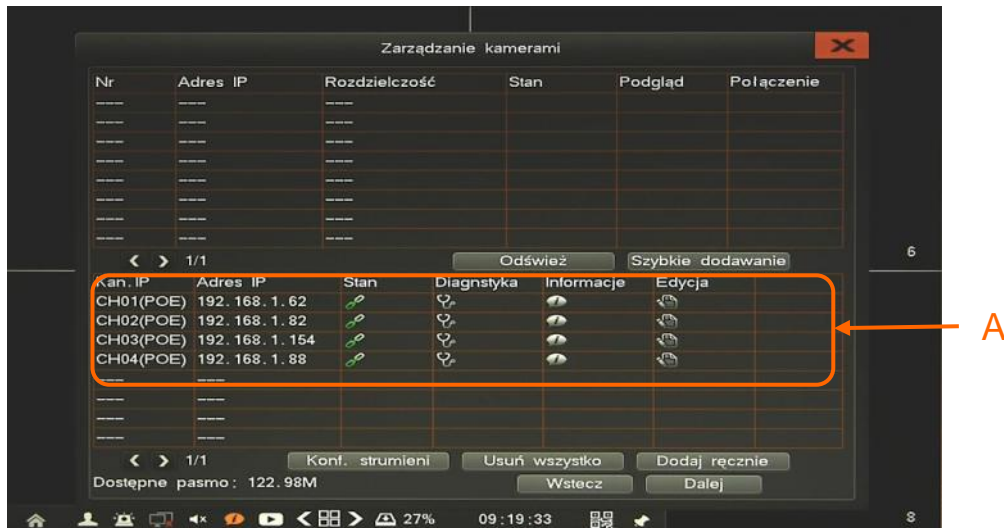 Zarządzanie kamerami
Nr Adres IP Rozdzielczość Stan Podgląd Połączenie
---- ---- ----
---- ---- ----
---- ---- ----
---- ---- ----
---- ---- ----
---- ---- ----
---- ---- ----
---- ---- ----
< > 1/1 Odśwież Szybkie dodawanie
6
Kan.IP Adres IP Stan Diagnstyka Informacje Edycja
CH01(POE) 192.168.1.62
CH02(POE) 192.168.1.82
CH03(POE) 192.168.1.154
A
CH04(POE) 192.168.1.88
---- ----
---- ----
---- ----
---- ----
< > 1/1 Konf. strumieni Usuń wszystko Dodaj ręcznie
Dostępne pasmo: 122.98M Wstecz Dalej
27% 09:19:33 8